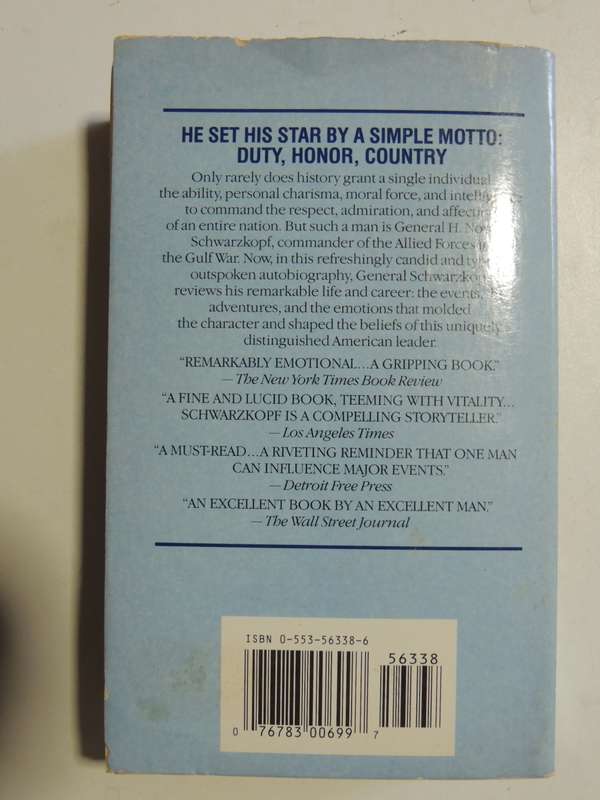 HE SET HIS STAR BY A SIMPLE MOTTO:
DUTY, HONOR, COUNTRY
Only rarely does history grant a single individual
the ability, personal charisma, moral force, and
to command the respect, admiration, and
of an entire nation. But such a man is General H.
Schwarzkopf, commander of the Allied Forces
the Gulf War. Now, in this refreshingly candid and
outspoken autobiography, General Schwarzkopf
reviews his remarkable life and career: the events,
adventures, and the emotions that molded
the character and shaped the beliefs of this uniquely
distinguished American leader.
"REMARKABLY EMOTIONAL...A GRIPPING BOOK."
—The New York Times Book Review
"A FINE AND LUCID BOOK, TEEMING WITH VITALITY...
SCHWARZKOPF IS A COMPELLING STORYTELLER."
—Los Angeles Times
"A MUST-READ...A RIVETING REMINDER THAT ONE MAN
CAN INFLUENCE MAJOR EVENTS."
—Detroit Free Press
"AN EXCELLENT BOOK BY AN EXCELLENT MAN."
—The Wall Street Journal
ISBN 0-553-56338-6
56338
0 76783 00699 7